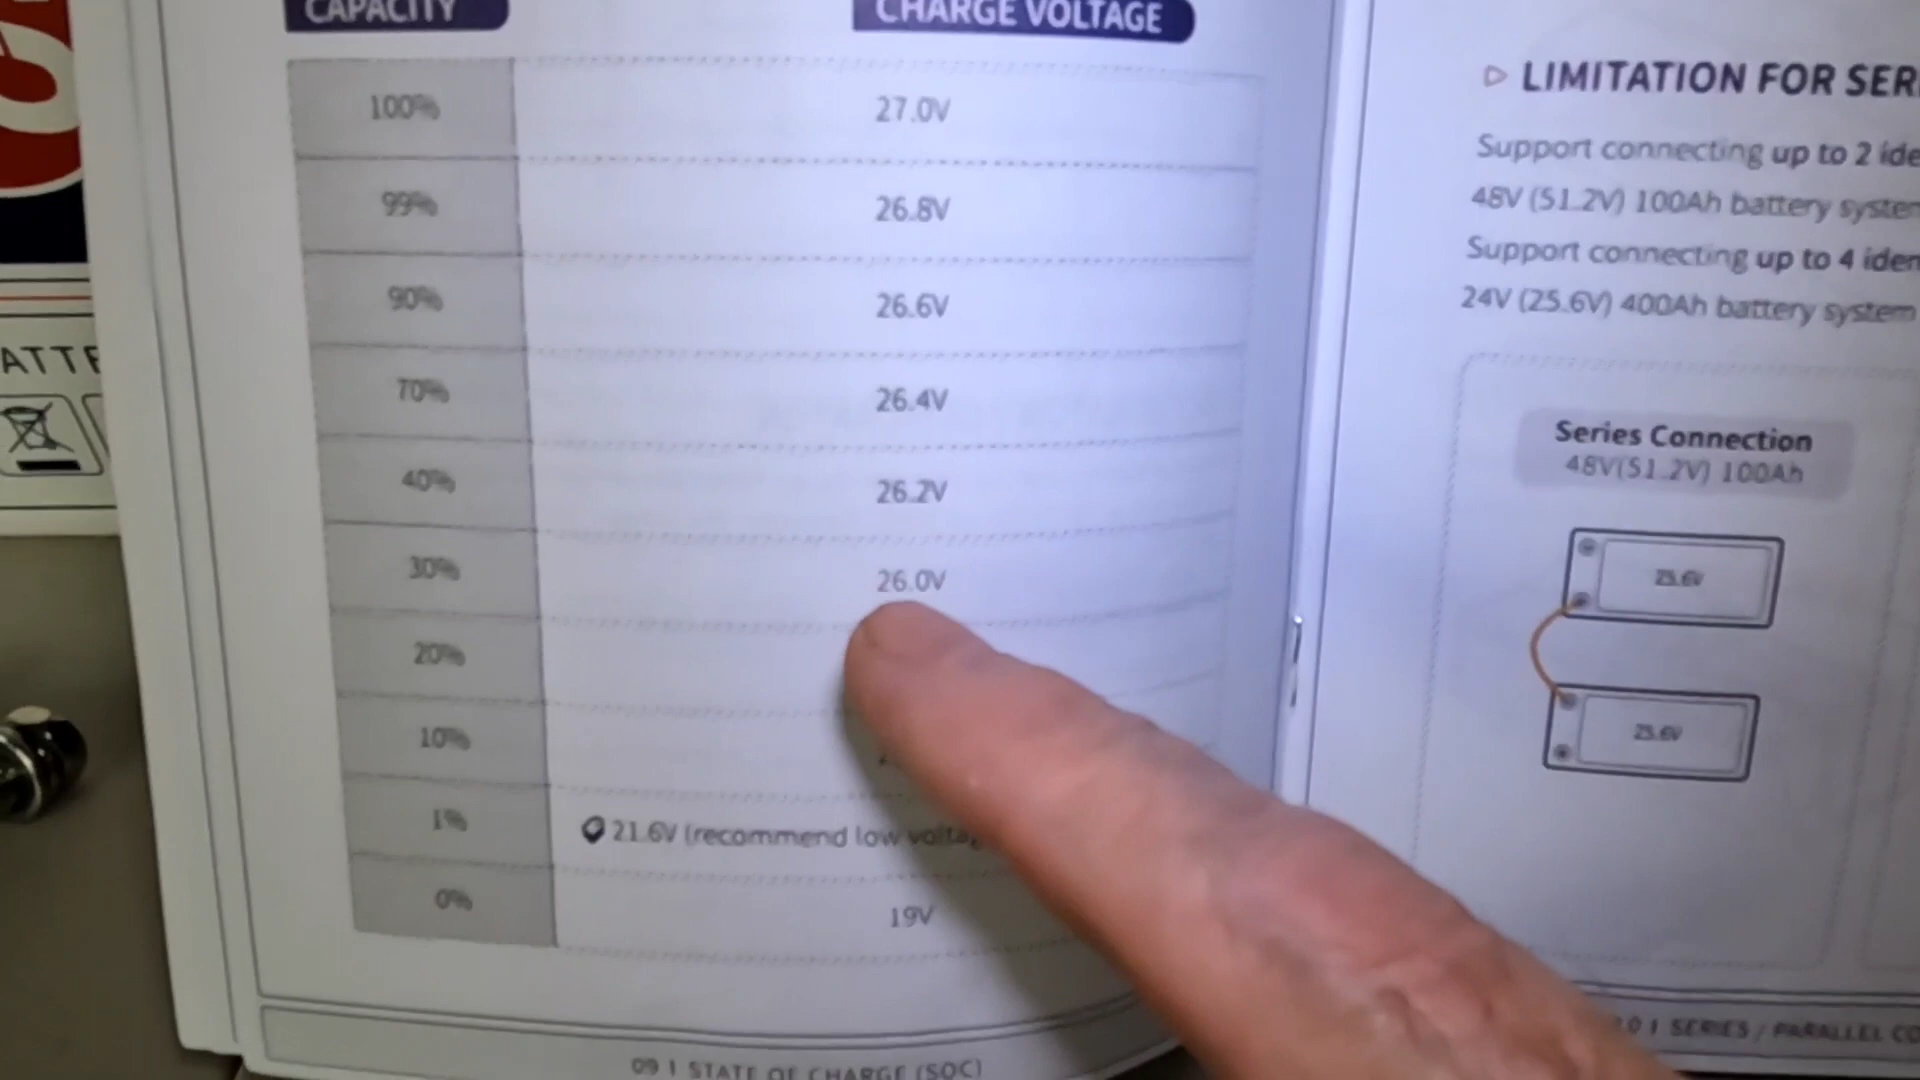 CAPACITY
CHARGE VOLTAGE
100%
27.0V
99%
26.8V
90%
26.6V
70%
26.4V
40%
26.2V
30%
26.0V
20%
10%
1%
21.6V (recommend low
0%
19V
09 | STATE OF CHARGE (SOC)
LIMITATION FOR SER
Support connecting up to 2 ide
48V (51.2V) 100Ah battery system
Support connecting up to 4 iden
24V (25.6V) 400Ah battery system
Series Connection
48V(51.2V) 100Ah
25.6V
25.6V
SERIES / PARALLEL CO
ATTE